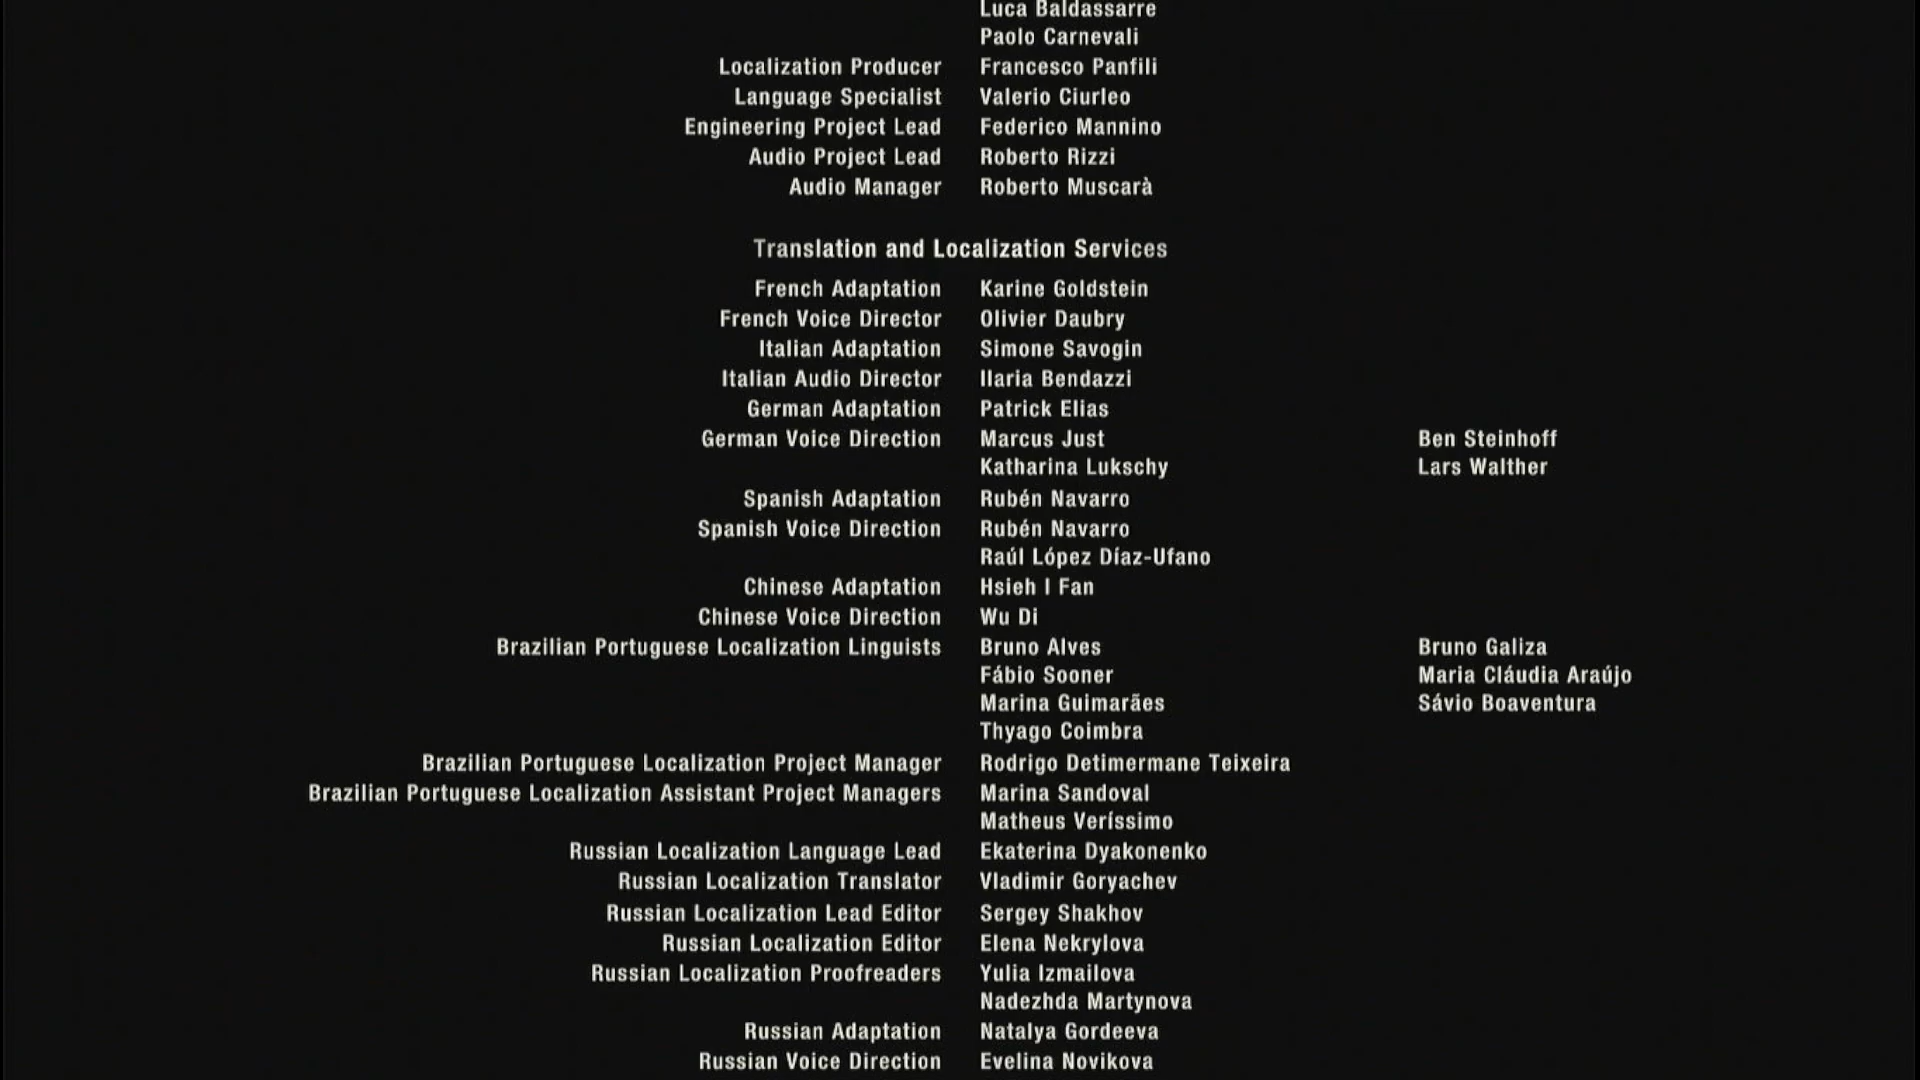 Luca Baldassarre
Paolo Carnevali
Localization Producer Francesco Panfili
Language Specialist Valerio Ciurleo
Engineering Project Lead Federico Mannino
Audio Project Lead Roberto Rizzi
Audio Manager Roberto Muscarà
Translation and Localization Services
French Adaptation Karine Goldstein
French Voice Director Olivier Daubry
Italian Adaptation Simone Savogin
Italian Audio Director Ilaria Bendazzi
German Adaptation Patrick Elias
German Voice Direction Marcus Just Ben Steinhoff
Katharina Lukschy Lars Walther
Spanish Adaptation Rubén Navarro
Spanish Voice Direction Rubén Navarro
Raúl López Díaz-Ufano
Chinese Adaptation Hsieh I Fan
Chinese Voice Direction Wu Di
Brazilian Portuguese Localization Linguists Bruno Alves Bruno Galiza
Fábio Sooner Maria Cláudia Araújo
Marina Guimarães Sávio Boaventura
Thyago Coimbra
Brazilian Portuguese Localization Project Manager Rodrigo Detimermane Teixeira
Brazilian Portuguese Localization Assistant Project Managers Marina Sandoval
Matheus Veríssimo
Russian Localization Language Lead Ekaterina Dyakonenko
Russian Localization Translator Vladimir Goryachev
Russian Localization Lead Editor Sergey Shakhov
Russian Localization Editor Elena Nekrylova
Russian Localization Proofreaders Yulia Izmailova
Nadezhda Martynova
Russian Adaptation Natalya Gordeeva
Russian Voice Direction Evelina Novikova